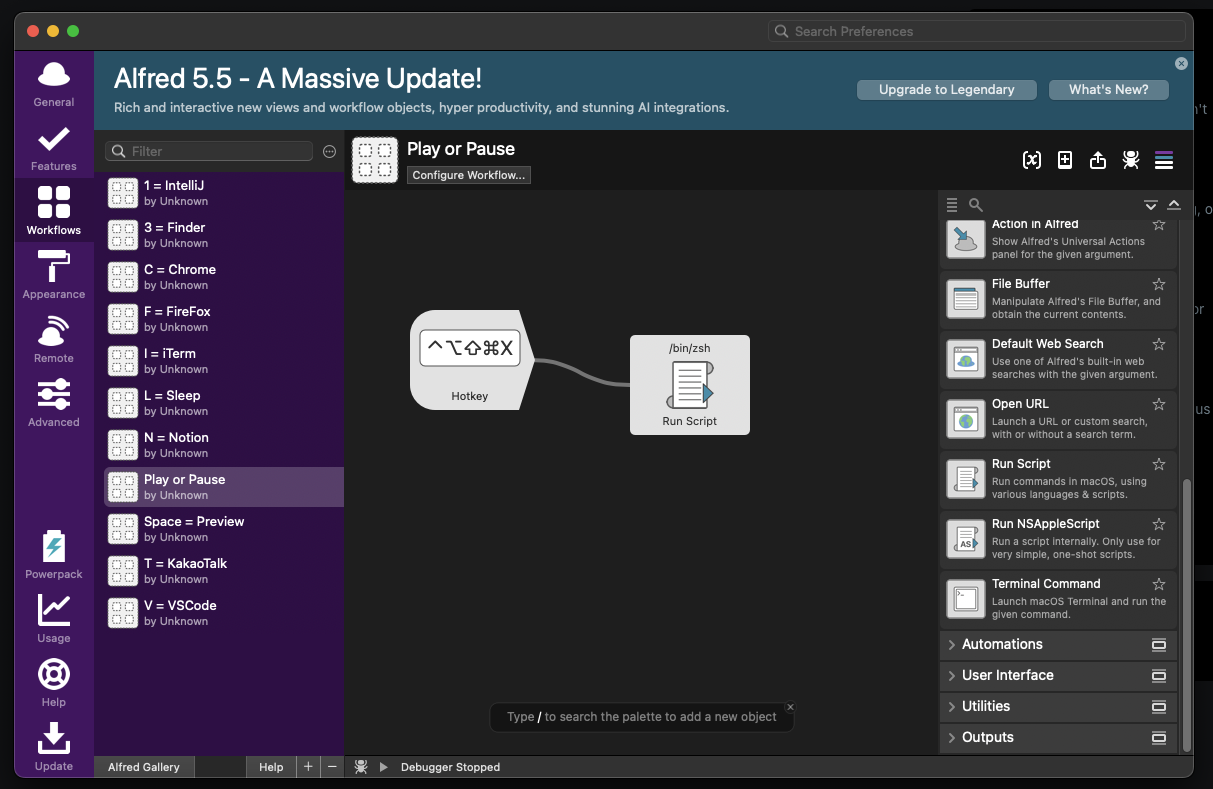 Search Preferences
General
Features
Workflows
Appearance
Remote
Advanced
Powerpack
Usage
Help
Update
Alfred 5.5 - A Massive Update!
Rich and interactive new views and workflow objects, hyper productivity, and stunning AI integrations.
Upgrade to Legendary
What's New?
Filter
1 = IntelliJ
by Unknown
3 = Finder
by Unknown
C = Chrome
by Unknown
F = FireFox
by Unknown
I = iTerm
by Unknown
L = Sleep
by Unknown
N = Notion
by Unknown
Play or Pause
by Unknown
Space = Preview
by Unknown
T = KakaoTalk
by Unknown
V = VSCode
by Unknown
Alfred Gallery
Help
+
−
Play or Pause
Configure Workflow...
^⌥⇧⌘X
Hotkey
/bin/zsh
Run Script
Type / to search the palette to add a new object
Debugger Stopped
Action in Alfred
Show Alfred's Universal Actions
panel for the given argument.
File Buffer
Manipulate Alfred's File Buffer, and
obtain the current contents.
Default Web Search
Use one of Alfred's built-in web
searches with the given argument.
Open URL
Launch a URL or custom search,
with or without a search term.
Run Script
Run commands in macOS, using
various languages & scripts.
AS
Run NSAppleScript
Run a script internally. Only use for
very simple, one-shot scripts.
Terminal Command
Launch macOS Terminal and run the
given command.
Automations
User Interface
Utilities
Outputs